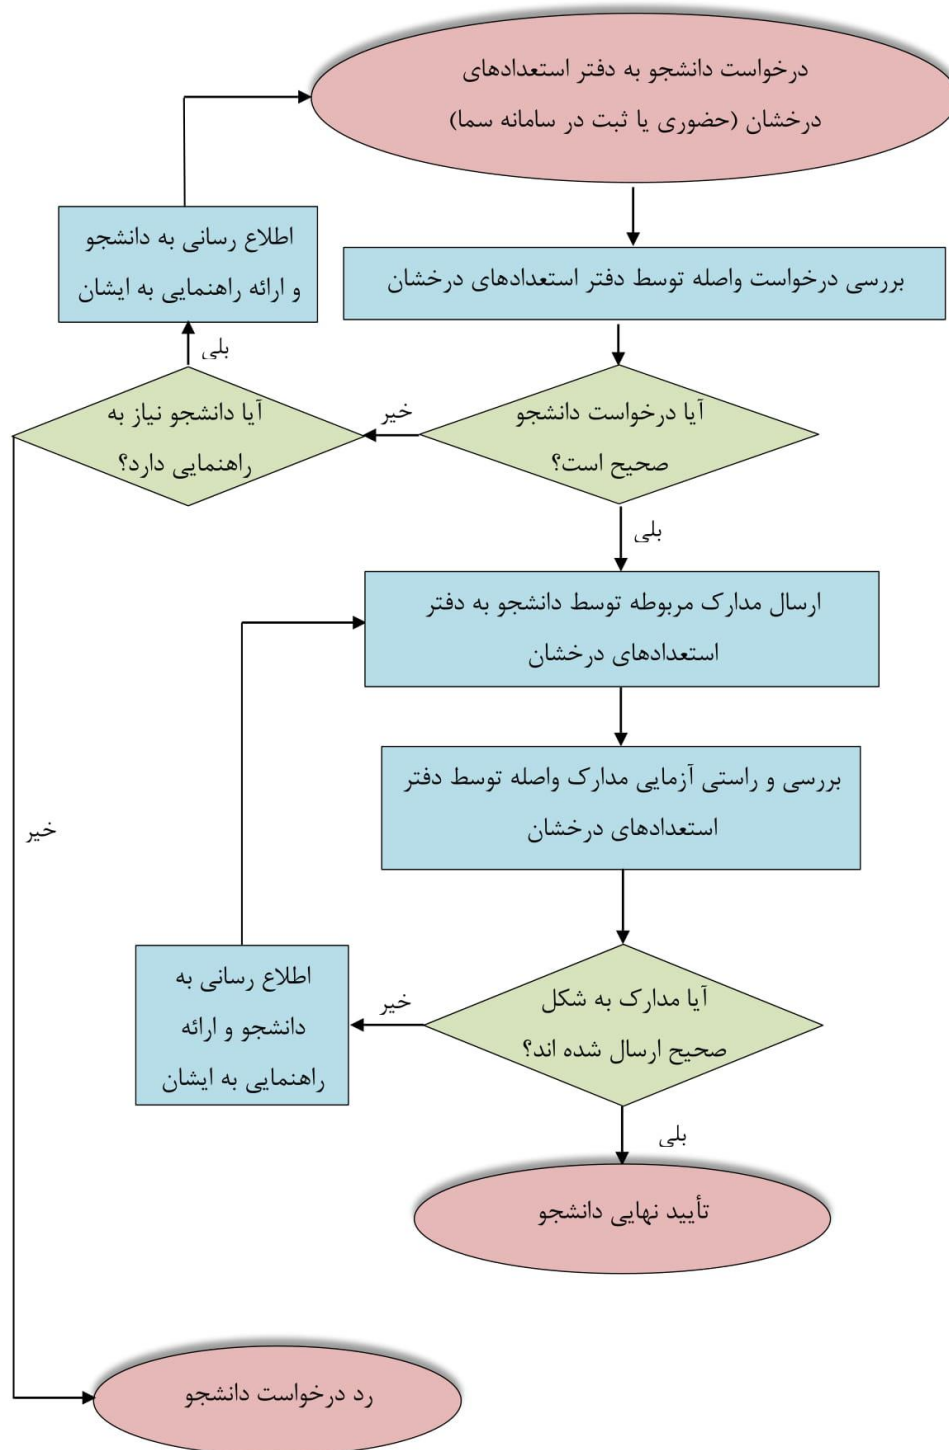 درخواست دانشجو به دفتر استعدادهای
درخشان (حضوری یا ثبت در سامانه سما)
اطلاع رسانی به دانشجو
و ارائه راهنمایی به ایشان
بررسی درخواست واصله توسط دفتر استعدادهای درخشان
بلی
آیا درخواست دانشجو
صحیح است؟
خیر
آیا دانشجو نیاز به
راهنمایی دارد؟
بلی
ارسال مدارک مربوطه توسط دانشجو به دفتر
استعدادهای درخشان
بررسی و راستی آزمایی مدارک واصله توسط دفتر
استعدادهای درخشان
خیر
آیا مدارک به شکل
صحیح ارسال شده اند؟
خیر
اطلاع رسانی به
دانشجو و ارائه
راهنمایی به ایشان
بلی
تأیید نهایی دانشجو
رد درخواست دانشجو